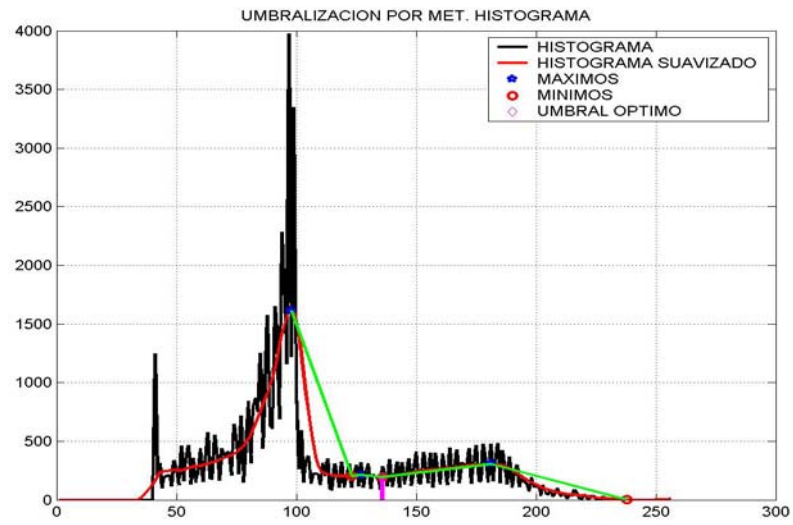 UMBRALIZACION POR MET. HISTOGRAMA
4000
3500
3000
2500
2000
1500
1000
500
0
HISTOGRAMA
HISTOGRAMA SUAVIZADO
MAXIMOS
MINIMOS
UMBRAL OPTIMO
0 50 100 150 200 250 300